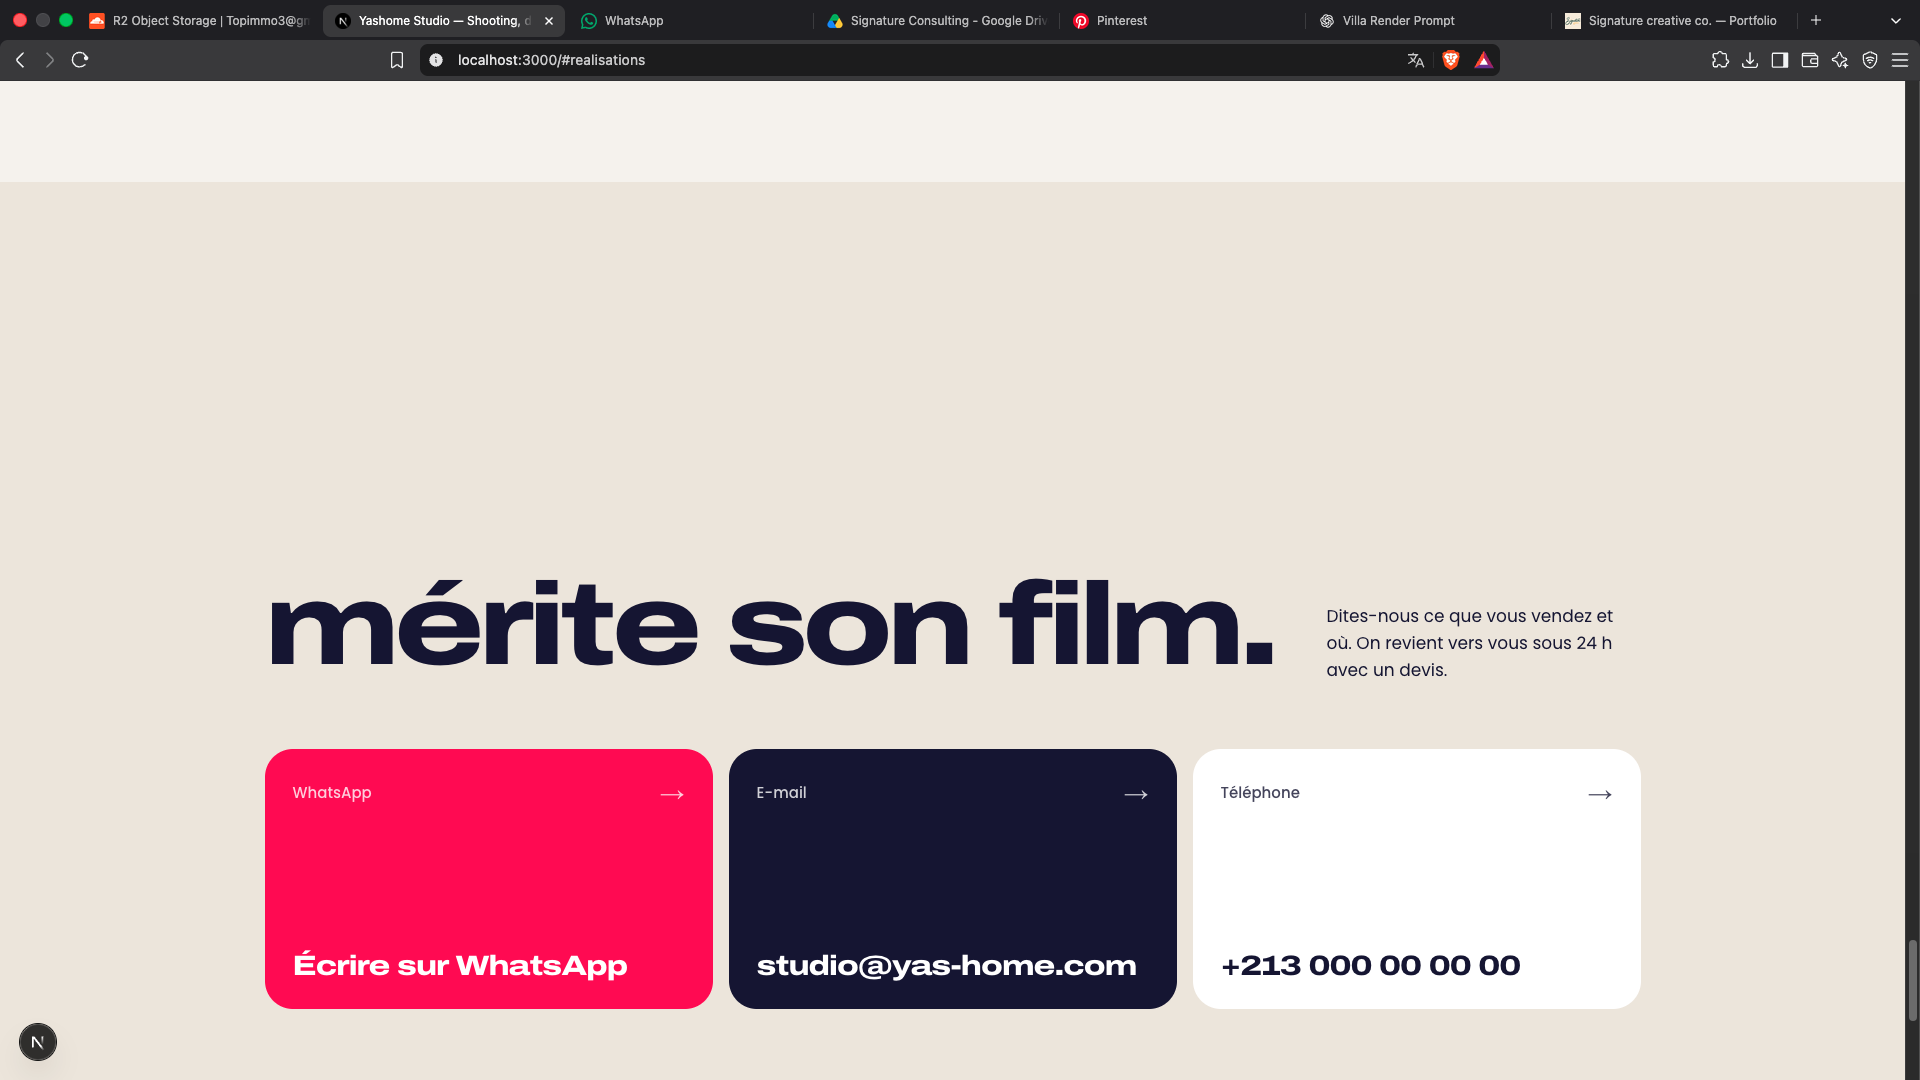 R2 Object Storage | Topimmo3@gm
Yashome Studio — Shooting, d
WhatsApp
Signature Consulting - Google Driv
Pinterest
Villa Render Prompt
Signature creative co. — Portfolio
localhost:3000/#realisations
mérite son film.
Dites-nous ce que vous vendez et
où. On revient vers vous sous 24 h
avec un devis.
WhatsApp →
Écrire sur WhatsApp
E-mail →
studio@yas-home.com
Téléphone →
+213 000 00 00 00
N